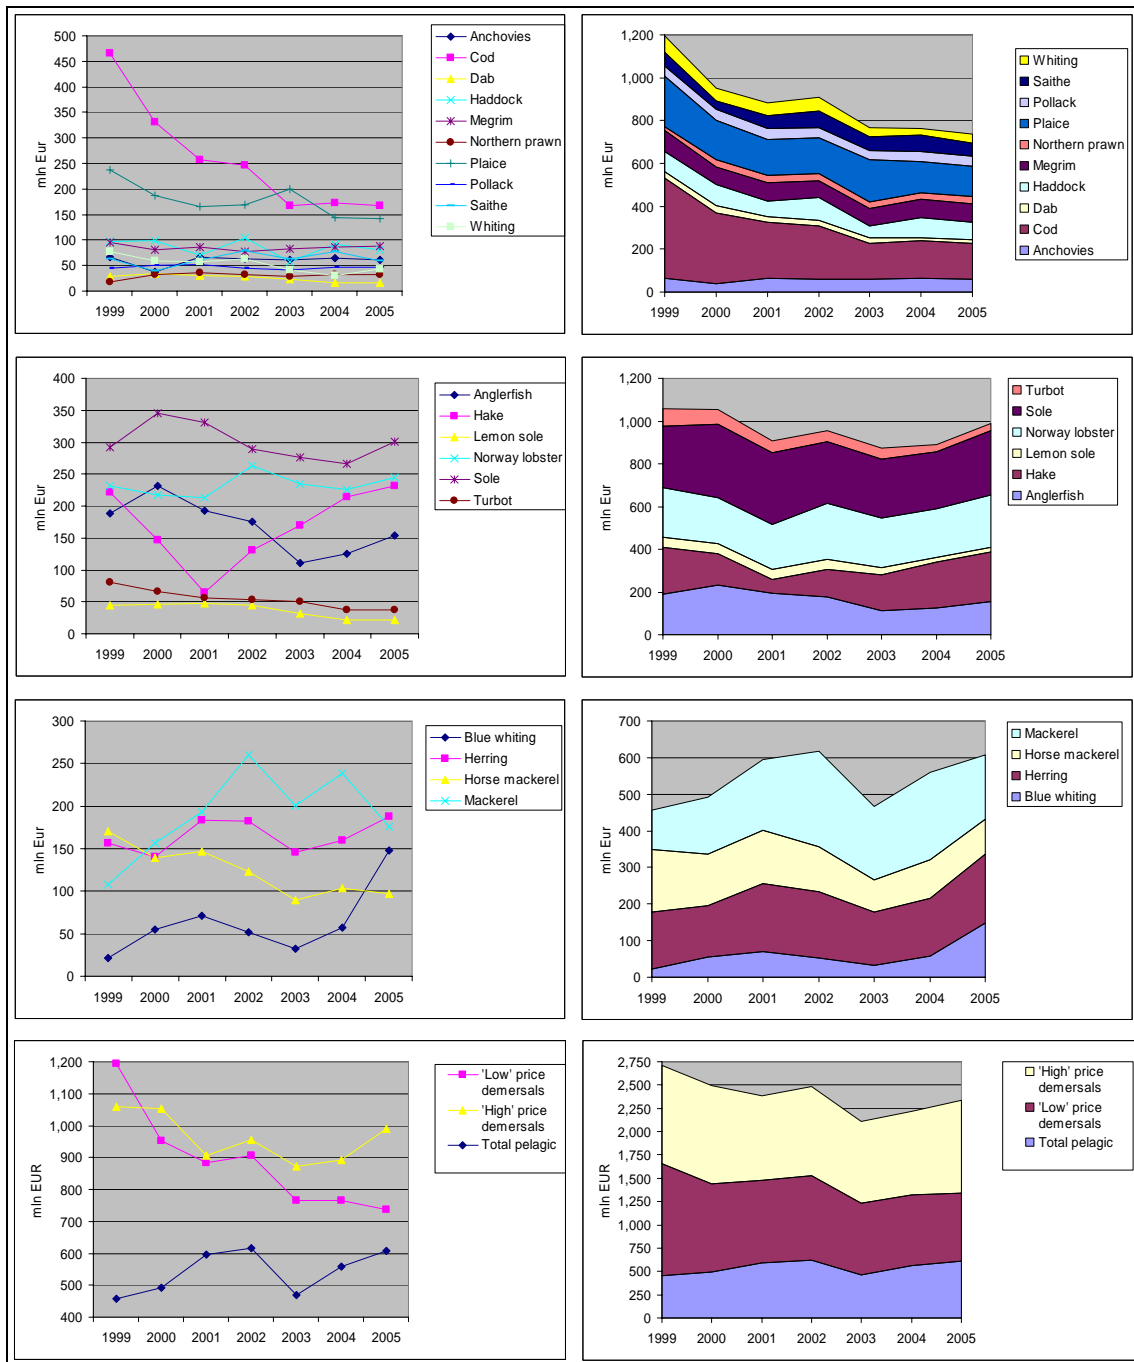 500
450
400
350
300
250
200
150
100
50
0
mln Eur
1999 2000 2001 2002 2003 2004 2005
Anchovies
Cod
Dab
Haddock
Megrim
Northern prawn
Plaice
Pollack
Saithe
Whiting
1,200
1,000
800
600
400
200
0
mln Eur
1999 2000 2001 2002 2003 2004 2005
Whiting
Saithe
Pollack
Plaice
Northern prawn
Megrim
Haddock
Dab
Cod
Anchovies
400
350
300
250
200
150
100
50
0
mln Eur
1999 2000 2001 2002 2003 2004 2005
Anglerfish
Hake
Lemon sole
Norway lobster
Sole
Turbot
1,200
1,000
800
600
400
200
0
mln Eur
1999 2000 2001 2002 2003 2004 2005
Turbot
Sole
Norway lobster
Lemon sole
Hake
Anglerfish
300
250
200
150
100
50
0
mln Eur
1999 2000 2001 2002 2003 2004 2005
Blue whiting
Herring
Horse mackerel
Mackerel
700
600
500
400
300
200
100
0
mln Eur
1999 2000 2001 2002 2003 2004 2005
Mackerel
Horse mackerel
Herring
Blue whiting
1,200
1,100
1,000
900
800
700
600
500
400
mln EUR
1999 2000 2001 2002 2003 2004 2005
'Low' price
demersals
'High' price
demersals
Total pelagic
2,750
2,500
2,250
2,000
1,750
1,500
1,250
1,000
750
500
250
0
mln EUR
1999 2000 2001 2002 2003 2004 2005
'High' price
demersals
'Low' price
demersals
Total pelagic